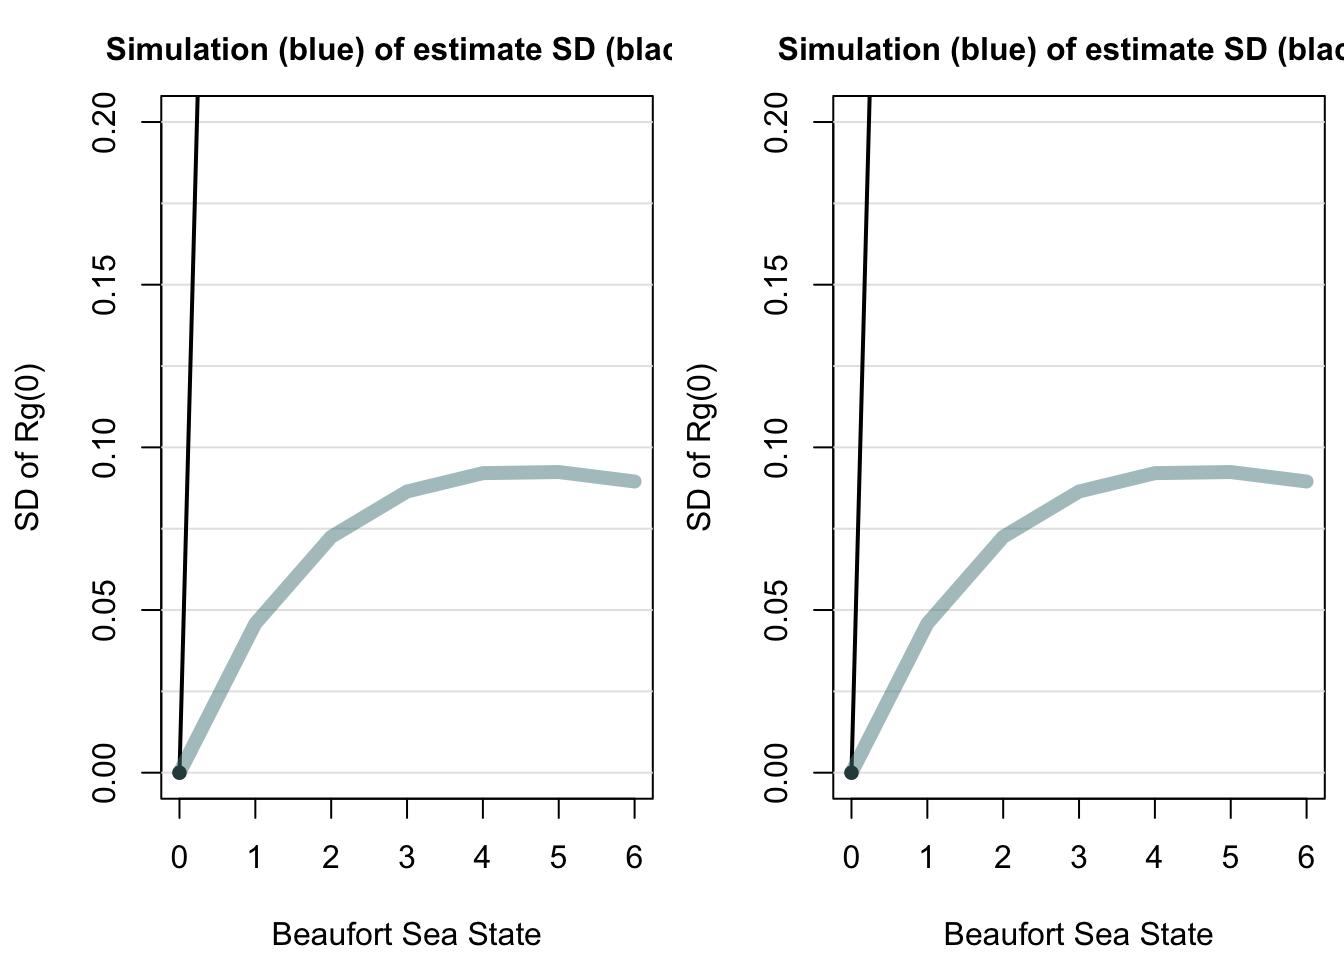 Simulation (blue) of estimate SD (blac
0.20
0.15
0.10
0.05
0.00
SD of Rg(0)
0 1 2 3 4 5 6
Beaufort Sea State
Simulation (blue) of estimate SD (blac
0.20
0.15
0.10
0.05
0.00
SD of Rg(0)
0 1 2 3 4 5 6
Beaufort Sea State